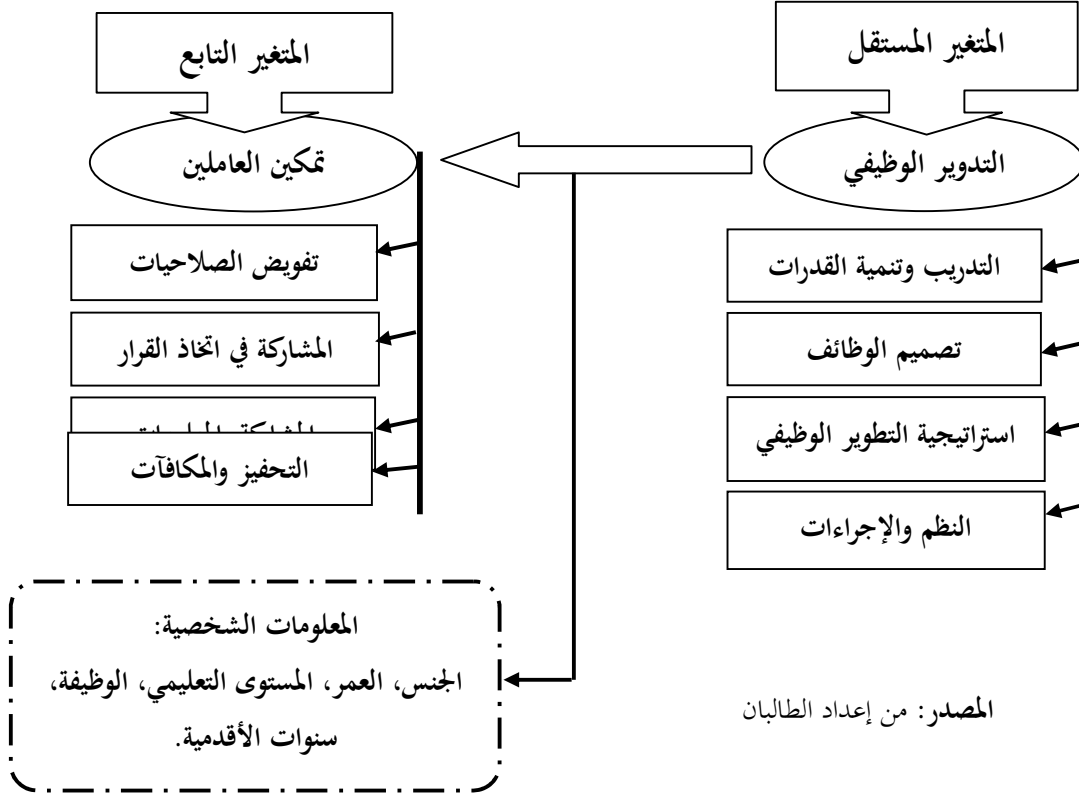 المتغير المستقل
المتغير التابع
التدوير الوظيفي
تمكين العاملين
التدريب وتنمية القدرات
تصميم الوظائف
استراتيجية التطوير الوظيفي
النظم والإجراءات
تفويض الصلاحيات
المشاركة في اتخاذ القرار
التحفيز والمكافآت
المعلومات الشخصية:
الجنس، العمر، المستوى التعليمي، الوظيفة،
سنوات الأقدمية.
المصدر: من إعداد الطالبان